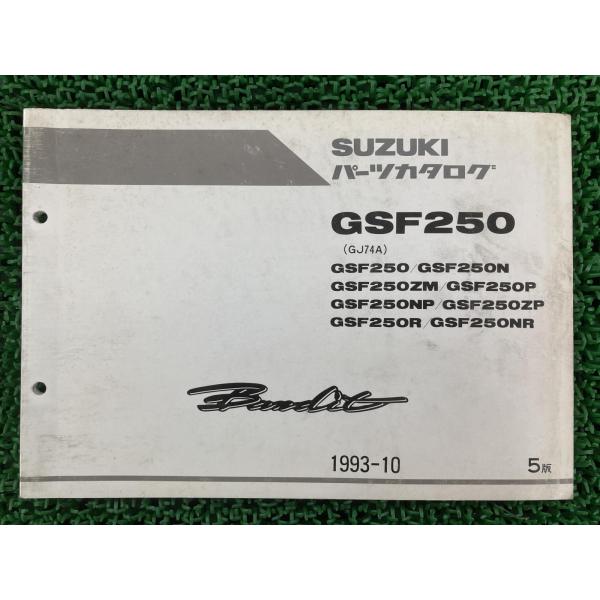 SUZUKI
パーツカタログ
GSF250
(GJ74A)
GSF250/GSF250N
GSF250ZM/GSF250P
GSF250NP/GSF250ZP
GSF250R/GSF250NR
Bandit
1993-10
5版